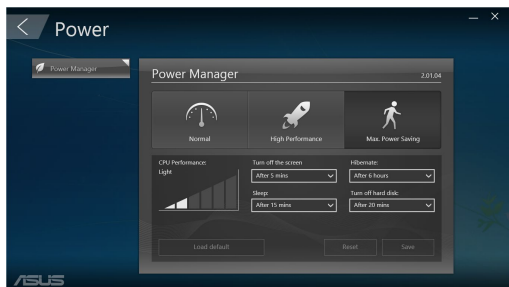 Power
Power Manager
Power Manager
2.01.04
Normal
High Performance
Max. Power Saving
CPU Performance:
Light
Turn off the screen
After 5 mins
Hibernate:
After 6 hours
Sleep:
After 15 mins
Turn off hard disk:
After 20 mins
Load default
Reset
Save
ASUS